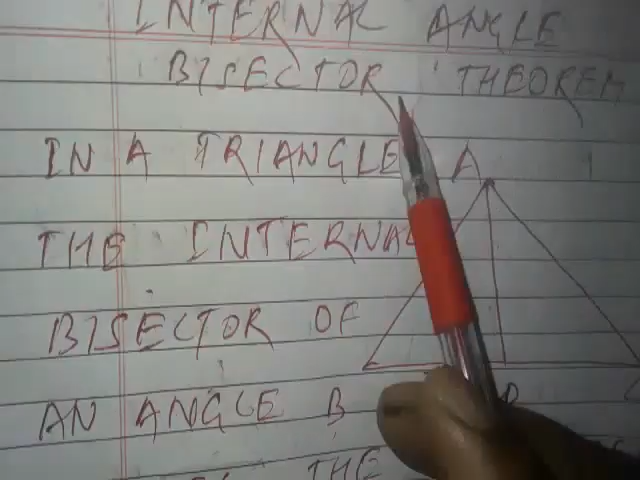 INTERNAL ANGLE
BISECTOR THEOREM
IN A TRIANGLE A
THE INTERNAL
BISECTOR OF
AN ANGLE B
THE